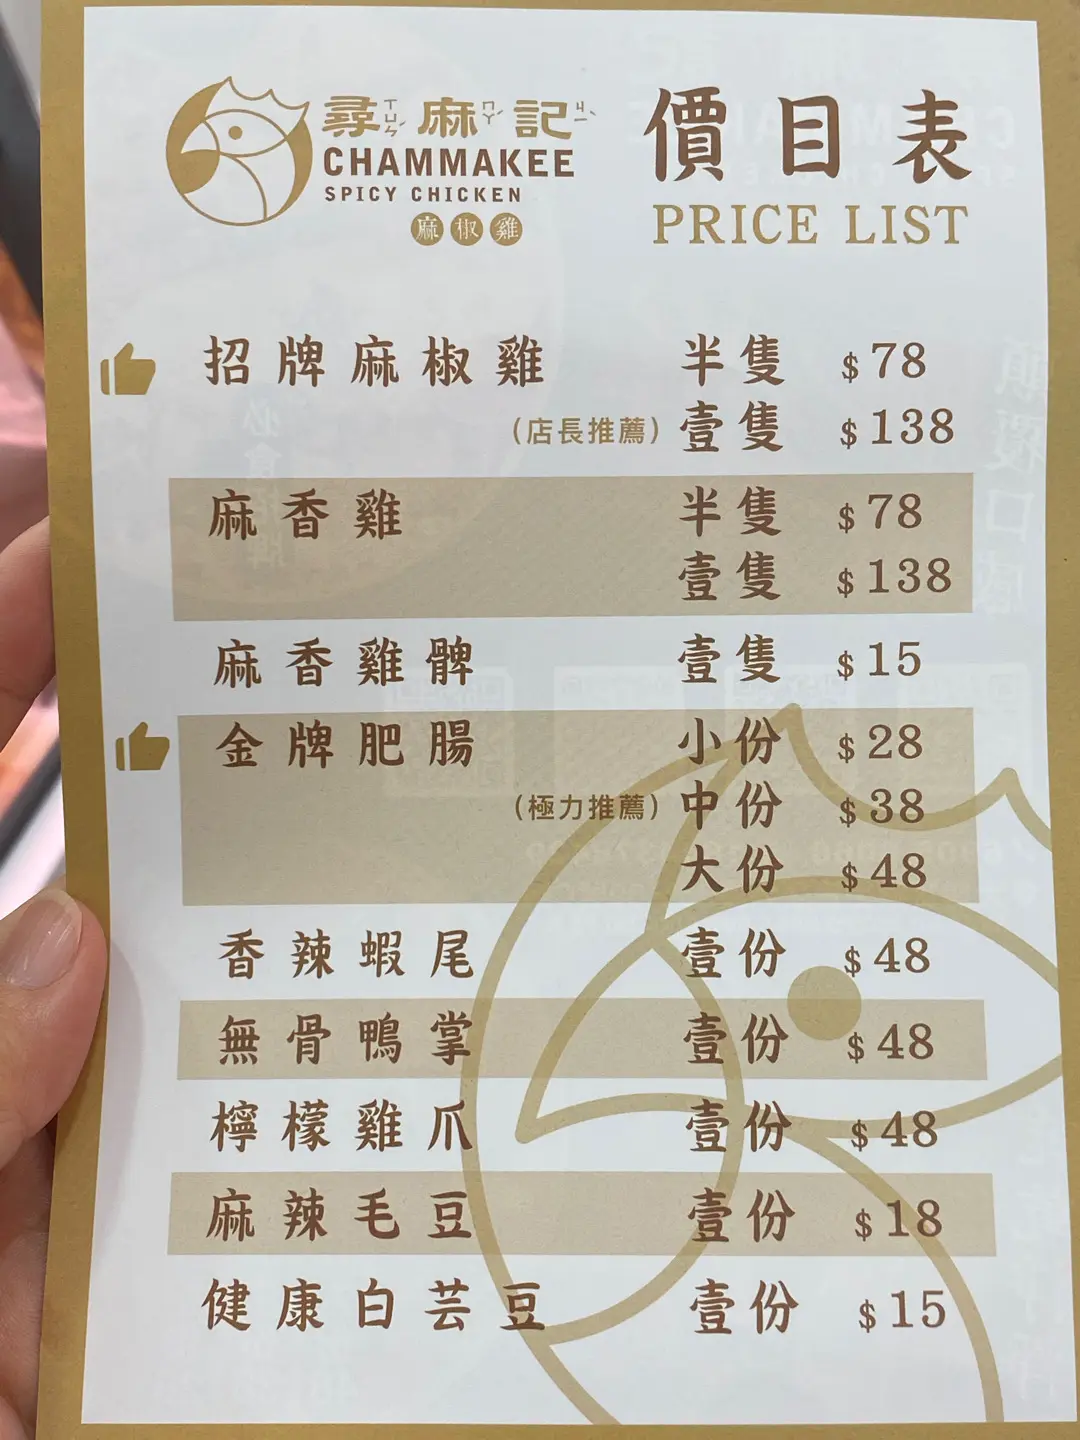 尋ㄒㄩㄣˊ麻ㄇㄚˊ記ㄐㄧˋ
CHAMMAKEE
SPICY CHICKEN
麻椒雞
價目表
PRICE LIST
招牌麻椒雞 半隻 $78
(店長推薦) 壹隻 $138
麻香雞 半隻 $78
壹隻 $138
麻香雞髀 壹隻 $15
金牌肥腸 小份 $28
(極力推薦) 中份 $38
大份 $48
香辣蝦尾 壹份 $48
無骨鴨掌 壹份 $48
檸檬雞爪 壹份 $48
麻辣毛豆 壹份 $18
健康白芸豆 壹份 $15